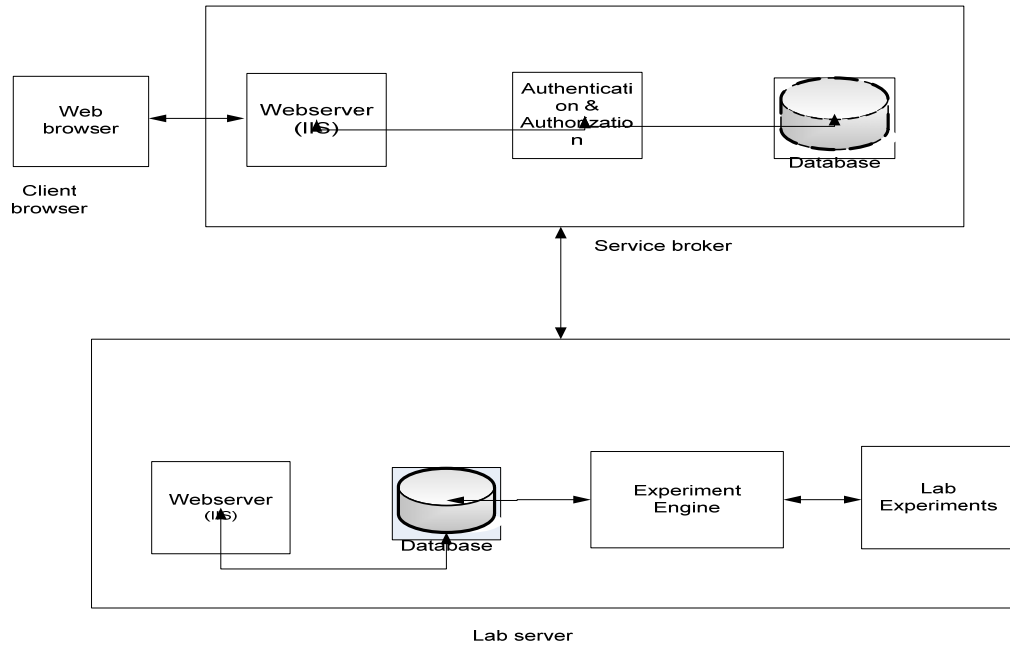 Web
browser
Client
browser
Webserver
(IIS)
Authenticati
on &
Authorizatio
n
Database
Service broker
Webserver
(IIS)
Database
Experiment
Engine
Lab
Experiments
Lab server